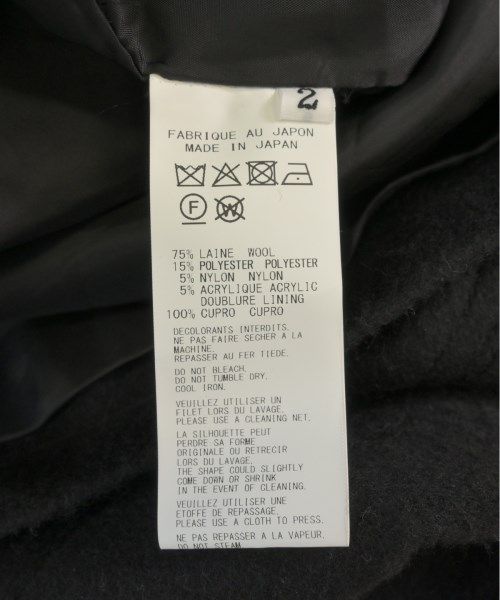 2
FABRIQUE AU JAPON
MADE IN JAPAN
F W
75% LAINE WOOL
15% POLYESTER POLYESTER
5% NYLON NYLON
5% ACRYLIQUE ACRYLIC
DOUBLURE LINING
100% CUPRO CUPRO
DECOLORANTS INTERDITS.
NE PAS FAIRE SECHER A LA
MACHINE.
REPASSER AU FER TIEDE.
DO NOT BLEACH.
DO NOT TUMBLE DRY.
COOL IRON.
VEUILLEZ UTILISER UN
FILET LORS DU LAVAGE.
PLEASE USE A CLEANING NET.
LA SILHOUETTE PEUT
PERDRE SA FORME
ORIGINALE OU RETRECIR
LORS DU LAVAGE.
THE SHAPE COULD SLIGHTLY
COME DOWN OR SHRINK
IN THE EVENT OF CLEANING.
VEUILLEZ UTILISER UNE
ETOFFE DE REPASSAGE.
PLEASE USE A CLOTH TO PRESS.
NE PAS REPASSER A LA VAPEUR.
DO NOT STEAM